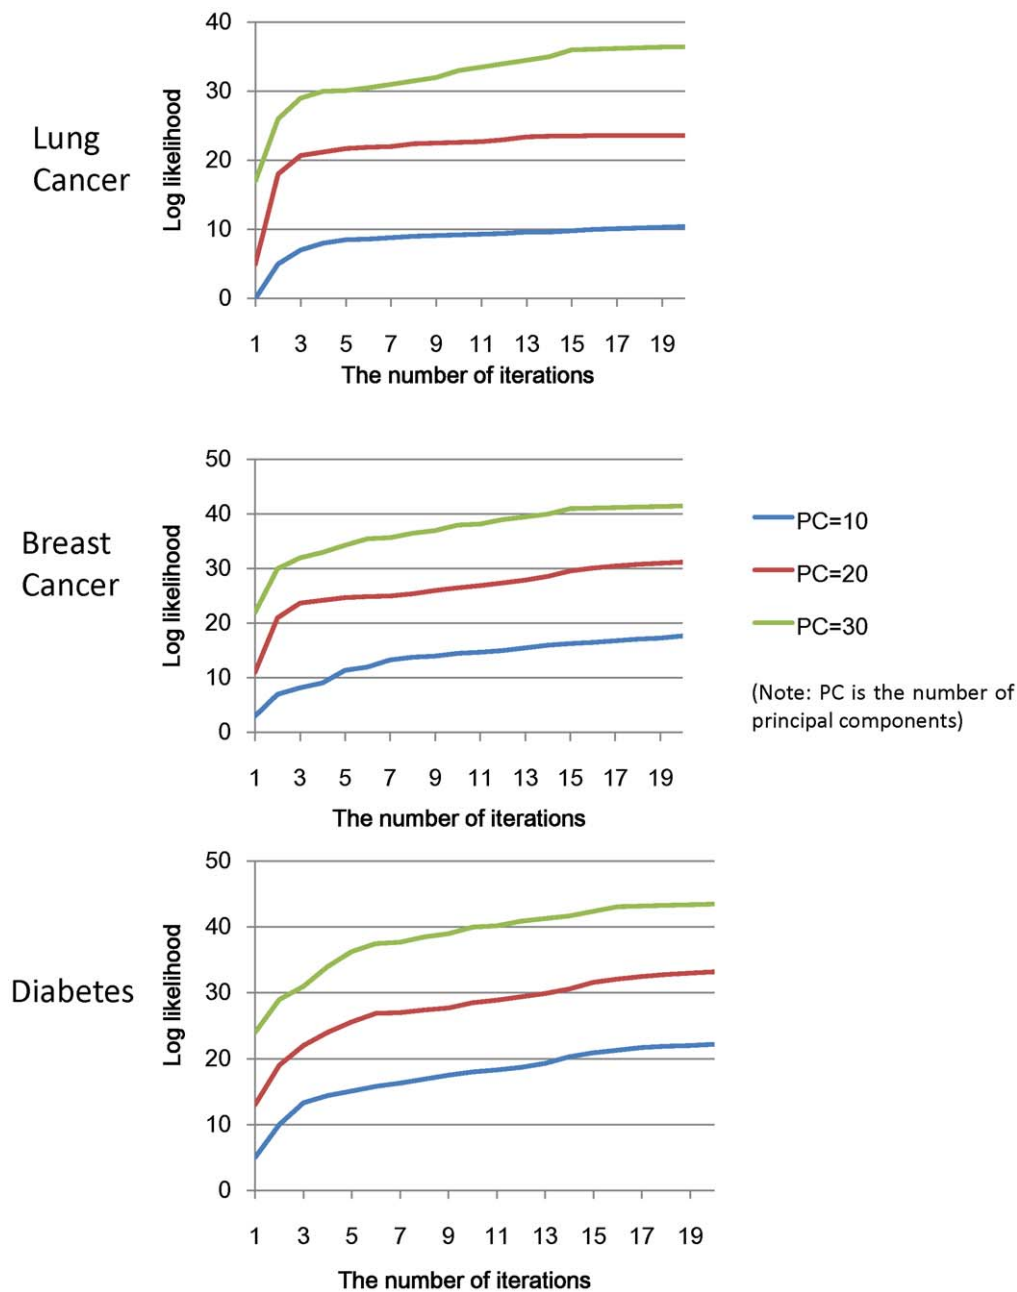 Lung
Cancer
Log likelihood
40
30
20
10
0
1 3 5 7 9 11 13 15 17 19
The number of iterations
Breast
Cancer
Log likelihood
50
40
30
20
10
0
1 3 5 7 9 11 13 15 17 19
The number of iterations
PC=10
PC=20
PC=30
(Note: PC is the number of
principal components)
Diabetes
Log likelihood
50
40
30
20
10
0
1 3 5 7 9 11 13 15 17 19
The number of iterations